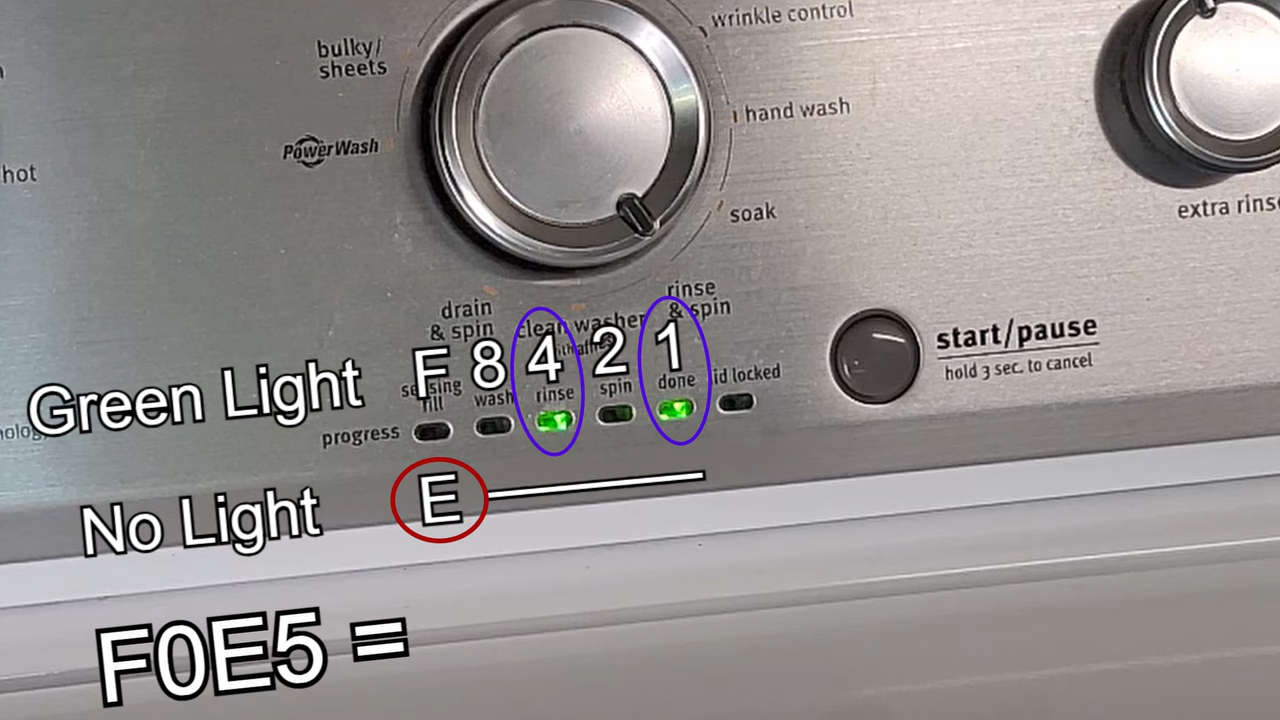 wrinkle control
bulky/
sheets
hand wash
PowerWash
hot
soak
extra rinse
drain
& spin
clean washer
with affresh
rinse
& spin
start/pause
hold 3 sec. to cancel
Green Light F 8 4 2 1
sensing
fill
wash
rinse
spin
done
lid locked
progress
No Light E
F0E5 =